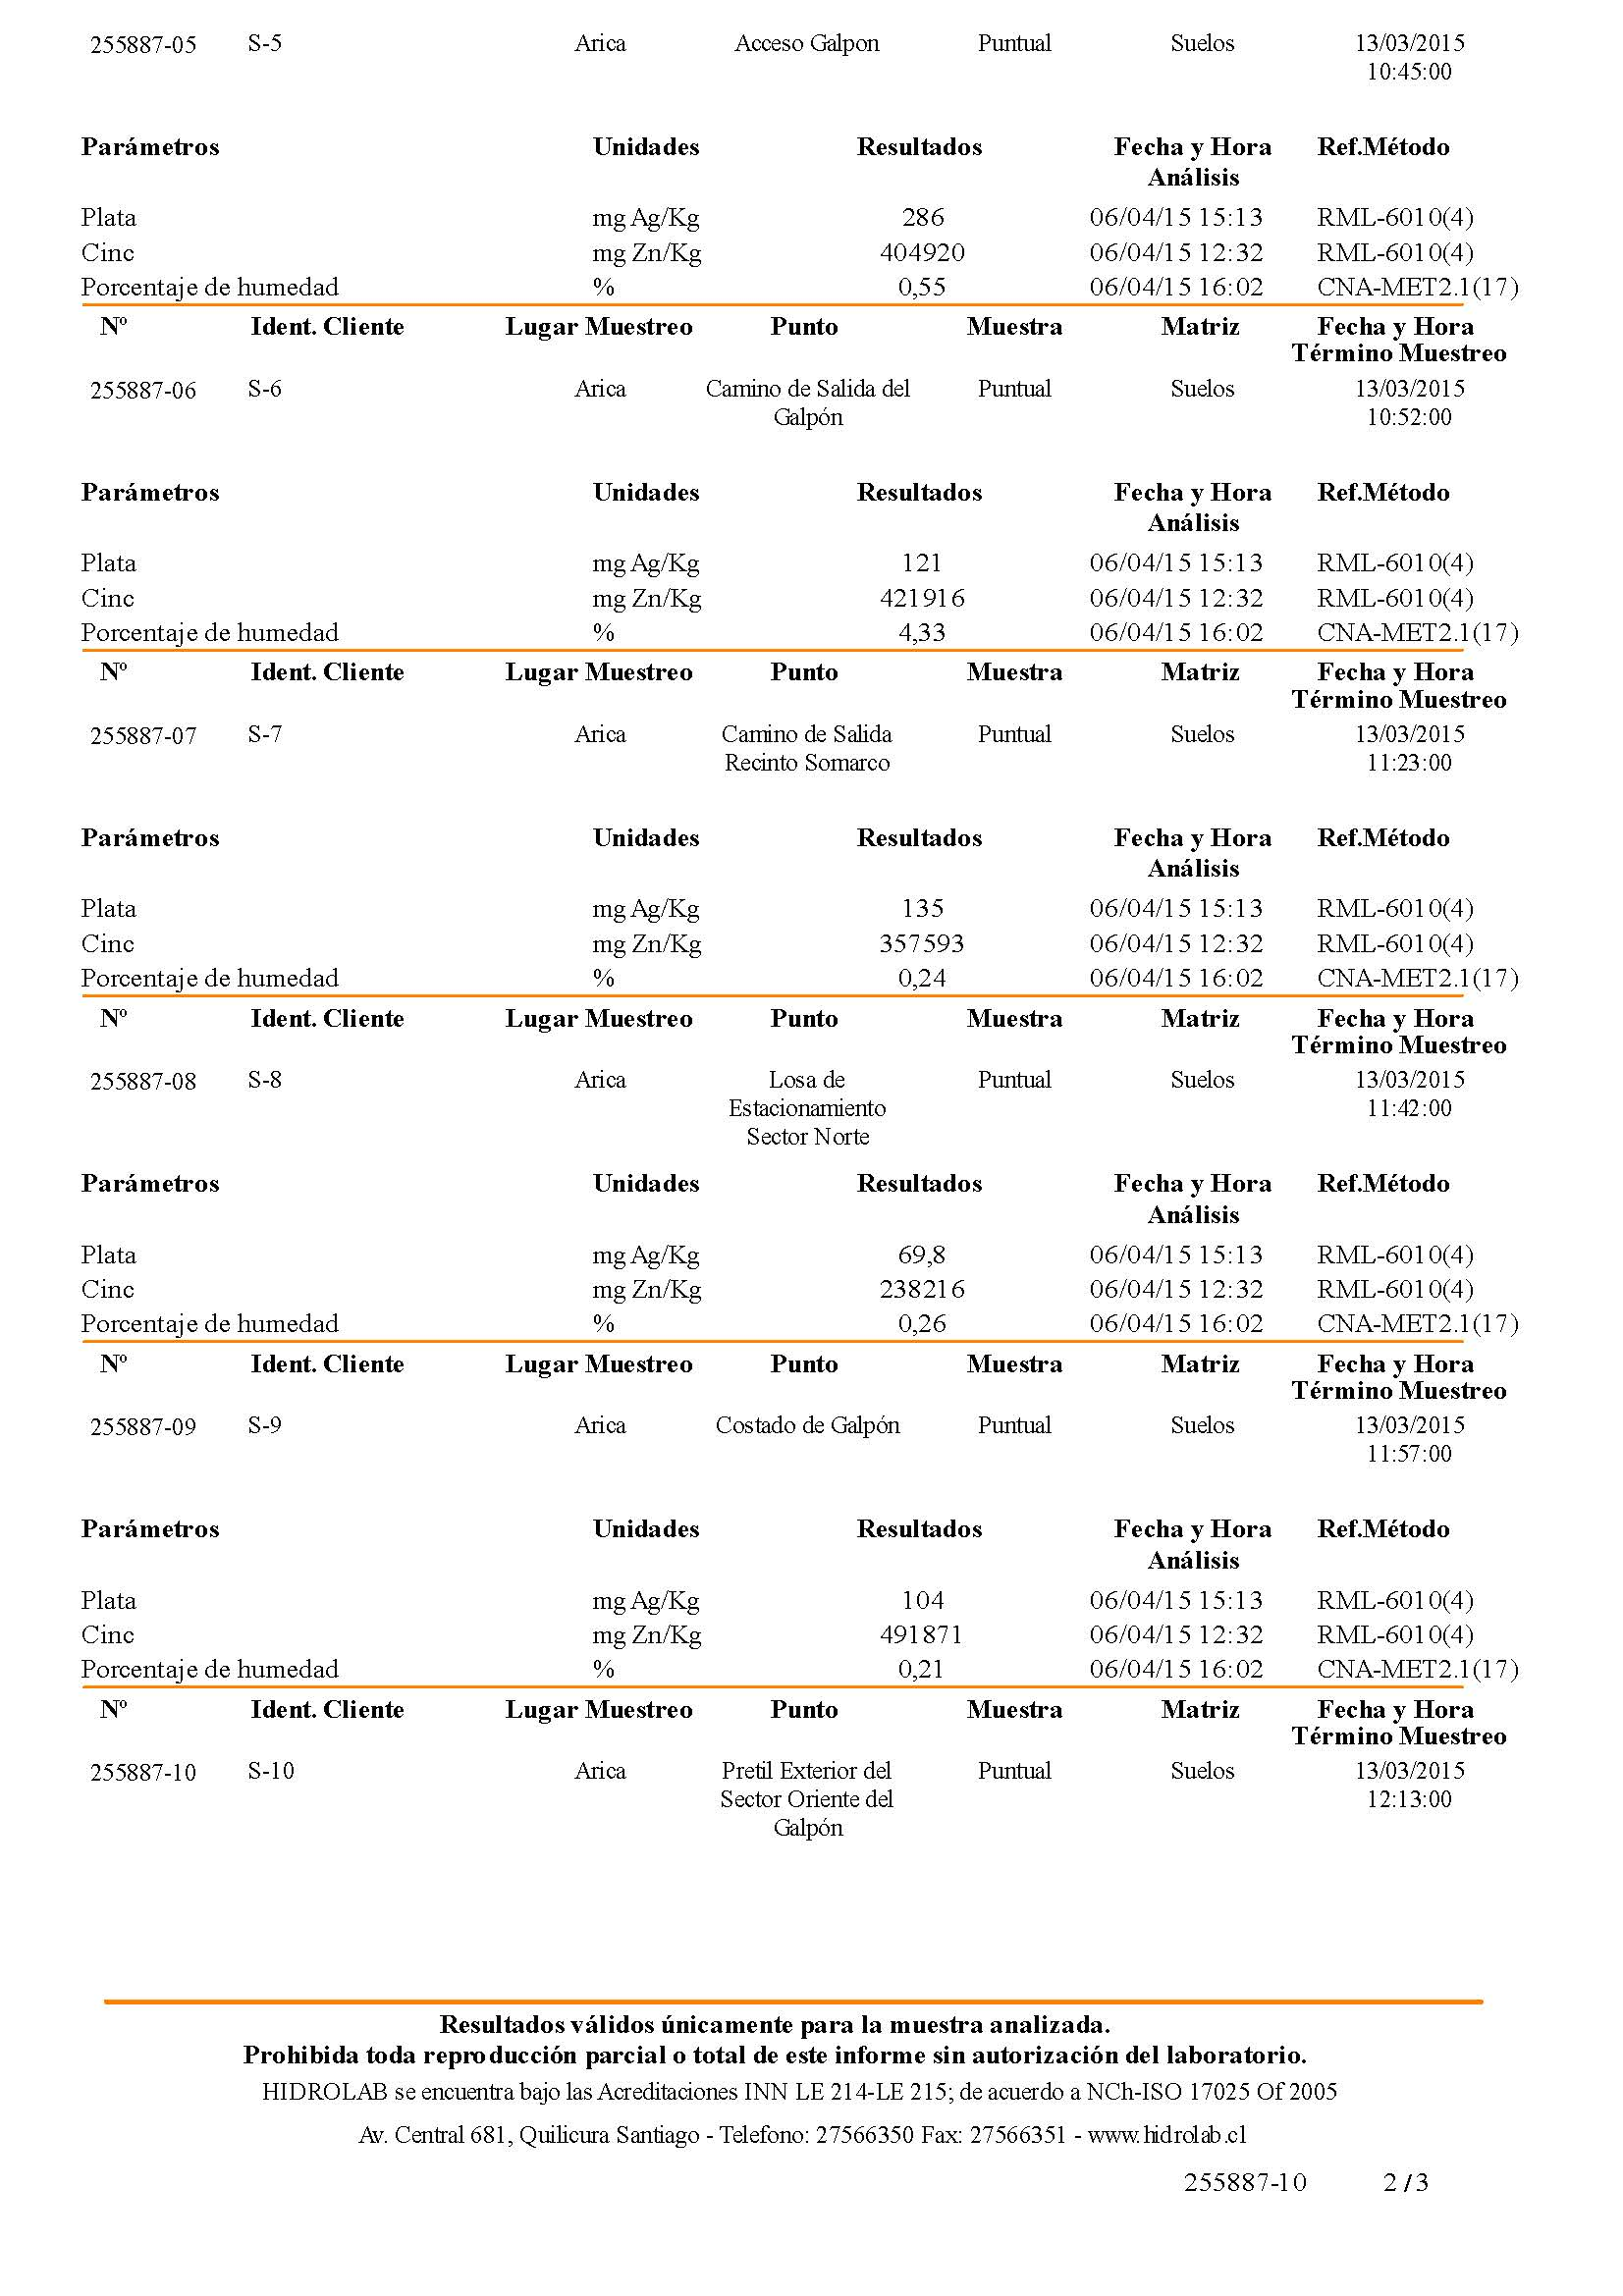 255887-05 S-5 Arica Acceso Galpon Puntual Suelos 13/03/2015
10:45:00
Parámetros Unidades Resultados Fecha y Hora Ref.Método
Análisis
Plata mg Ag/Kg 286 06/04/15 15:13 RML-6010(4)
Cinc mg Zn/Kg 404920 06/04/15 12:32 RML-6010(4)
Porcentaje de humedad % 0,55 06/04/15 16:02 CNA-MET2.1(17)
Nº Ident. Cliente Lugar Muestreo Punto Muestra Matriz Fecha y Hora
Término Muestreo
255887-06 S-6 Arica Camino de Salida del Puntual Suelos 13/03/2015
Galpón 10:52:00
Parámetros Unidades Resultados Fecha y Hora Ref.Método
Análisis
Plata mg Ag/Kg 121 06/04/15 15:13 RML-6010(4)
Cinc mg Zn/Kg 421916 06/04/15 12:32 RML-6010(4)
Porcentaje de humedad % 4,33 06/04/15 16:02 CNA-MET2.1(17)
Nº Ident. Cliente Lugar Muestreo Punto Muestra Matriz Fecha y Hora
Término Muestreo
255887-07 S-7 Arica Camino de Salida Puntual Suelos 13/03/2015
Recinto Somarco 11:23:00
Parámetros Unidades Resultados Fecha y Hora Ref.Método
Análisis
Plata mg Ag/Kg 135 06/04/15 15:13 RML-6010(4)
Cinc mg Zn/Kg 357593 06/04/15 12:32 RML-6010(4)
Porcentaje de humedad % 0,24 06/04/15 16:02 CNA-MET2.1(17)
Nº Ident. Cliente Lugar Muestreo Punto Muestra Matriz Fecha y Hora
Término Muestreo
255887-08 S-8 Arica Losa de Puntual Suelos 13/03/2015
Estacionamiento 11:42:00
Sector Norte
Parámetros Unidades Resultados Fecha y Hora Ref.Método
Análisis
Plata mg Ag/Kg 69,8 06/04/15 15:13 RML-6010(4)
Cinc mg Zn/Kg 238216 06/04/15 12:32 RML-6010(4)
Porcentaje de humedad % 0,26 06/04/15 16:02 CNA-MET2.1(17)
Nº Ident. Cliente Lugar Muestreo Punto Muestra Matriz Fecha y Hora
Término Muestreo
255887-09 S-9 Arica Costado de Galpón Puntual Suelos 13/03/2015
11:57:00
Parámetros Unidades Resultados Fecha y Hora Ref.Método
Análisis
Plata mg Ag/Kg 104 06/04/15 15:13 RML-6010(4)
Cinc mg Zn/Kg 491871 06/04/15 12:32 RML-6010(4)
Porcentaje de humedad % 0,21 06/04/15 16:02 CNA-MET2.1(17)
Nº Ident. Cliente Lugar Muestreo Punto Muestra Matriz Fecha y Hora
Término Muestreo
255887-10 S-10 Arica Pretil Exterior del Puntual Suelos 13/03/2015
Sector Oriente del 12:13:00
Galpón
Resultados válidos únicamente para la muestra analizada.
Prohibida toda reproducción parcial o total de este informe sin autorización del laboratorio.
HIDROLAB se encuentra bajo las Acreditaciones INN LE 214-LE 215; de acuerdo a NCh-ISO 17025 Of 2005
Av. Central 681, Quilicura Santiago - Telefono: 27566350 Fax: 27566351 - www.hidrolab.cl
255887-10 2 / 3